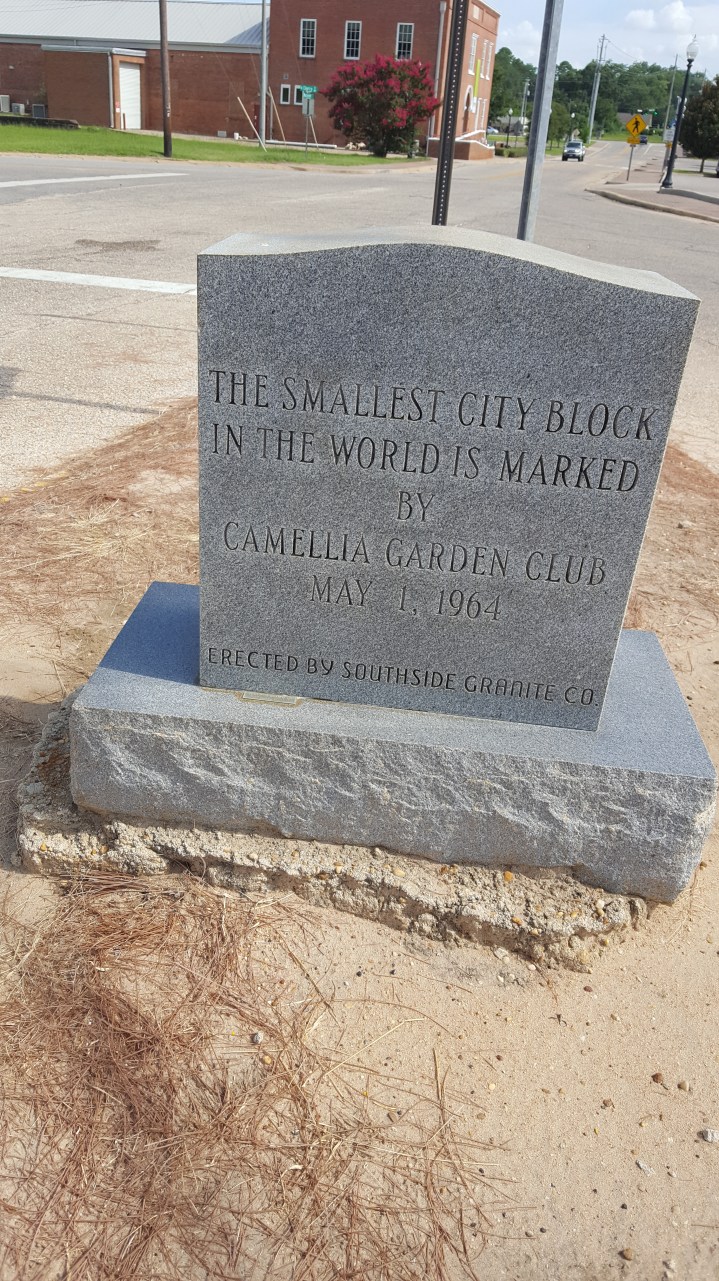 THE SMALLEST CITY BLOCK
IN THE WORLD IS MARKED
BY
CAMELLIA GARDEN CLUB
MAY 1, 1964
ERECTED BY SOUTHSIDE GRANITE CO.